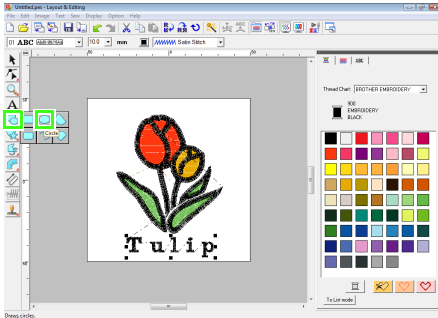 Untitled.pes - Layout & Editing
File Edit Image Text Sew Display Option Help
01 ABC 10.0 mm Satin Stitch
ABC
Thread Chart: BROTHER EMBROIDERY
900
EMBROIDERY
BLACK
A
Circle
Tulip
To List mode
Draws circles.